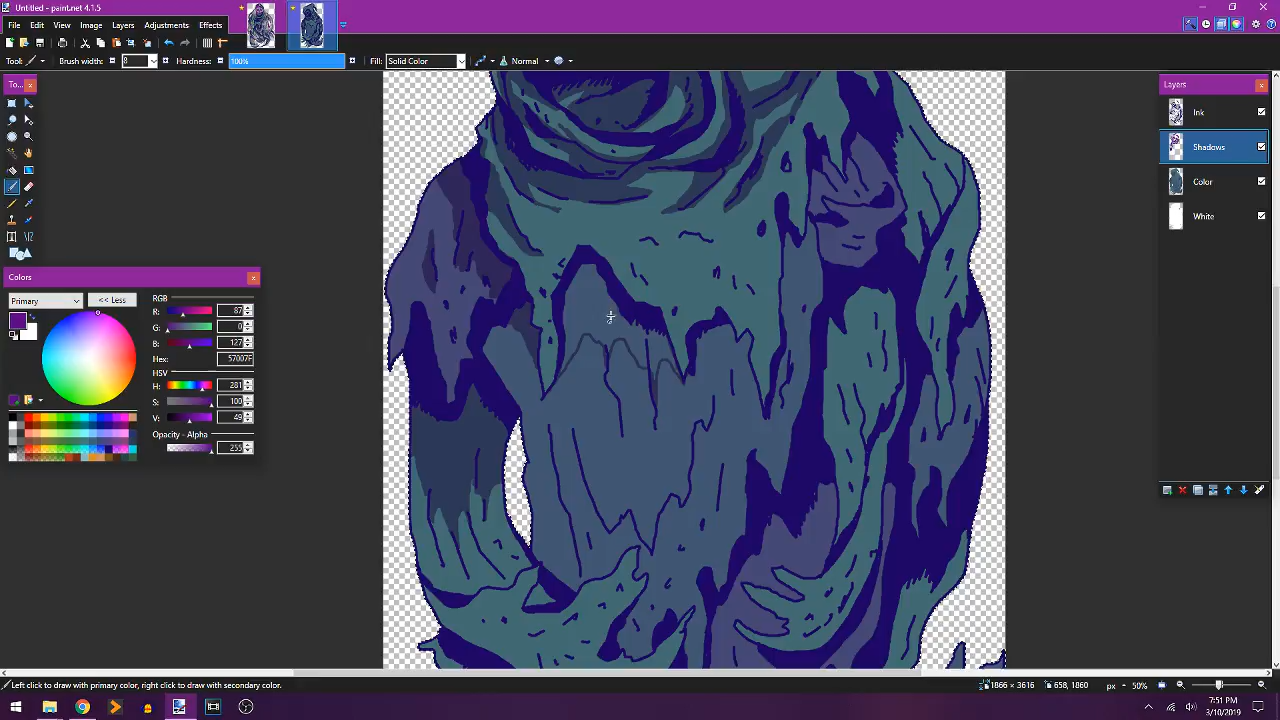 Untitled - paint.net 4.1.5
File Edit View Image Layers Adjustments Effects
Tool: Brush width: 8 Hardness: 100% Fill: Solid Color Normal
To...
Layers
Ink
Shadows
Color
White
Colors
Primary << Less
RGB
R: 87
G: 0
B: 127
Hex: 57007F
HSV
H: 281
S: 100
V: 49
Opacity - Alpha
255
Left click to draw with primary color, right click to draw with secondary color.
1866 × 3616 658, 1860 px 50%
7:51 PM
3/10/2019